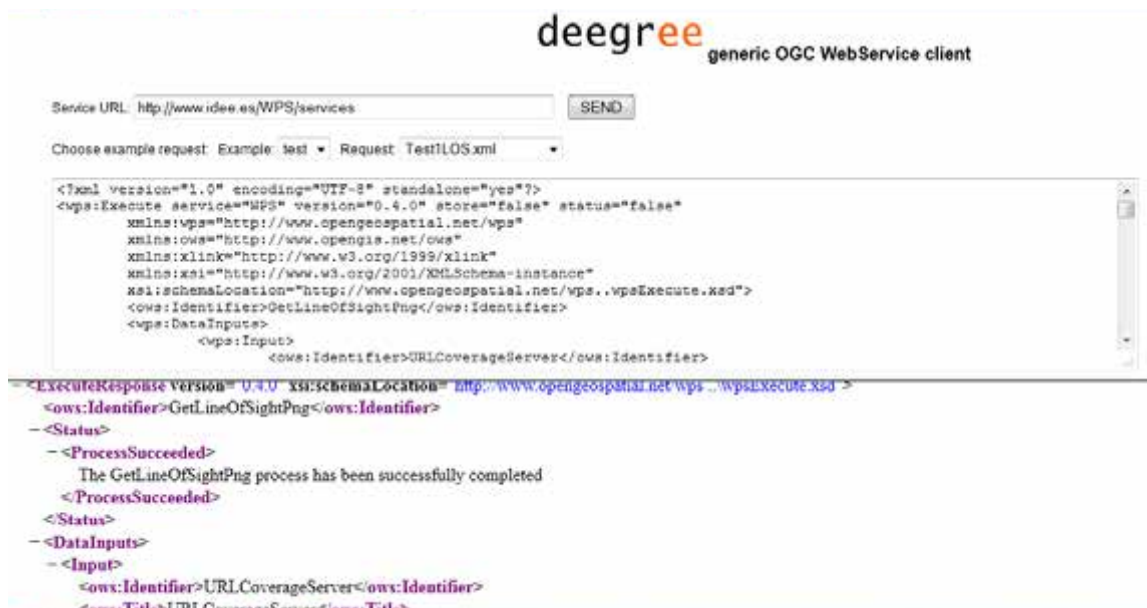 deegree
generic OGC WebService client
Service URL: http://www.idee.es/WPS/services SEND
Choose example request: Example: test Request: Test1LOS.xml
<?xml version="1.0" encoding="UTF-8" standalone="yes"?>
<wps:Execute service="WPS" version="0.4.0" store="false" status="false"
xmlns:wps="http://www.opengeospatial.net/wps"
xmlns:ows="http://www.opengis.net/ows"
xmlns:xlink="http://www.w3.org/1999/xlink"
xmlns:xsi="http://www.w3.org/2001/XMLSchema-instance"
xsi:schemaLocation="http://www.opengeospatial.net/wps..wpsExecute.xsd">
<ows:Identifier>GetLineOfSightPng</ows:Identifier>
<wps:DataInputs>
<wps:Input>
<ows:Identifier>URLCoverageServer</ows:Identifier>
- <ExecuteResponse version="0.4.0" xsi:schemaLocation="http://www.opengeospatial.net/wps ../wpsExecute.xsd">
<ows:Identifier>GetLineOfSightPng</ows:Identifier>
- <Status>
- <ProcessSucceeded>
The GetLineOfSightPng process has been successfully completed
</ProcessSucceeded>
</Status>
- <DataInputs>
- <Input>
<ows:Identifier>URLCoverageServer</ows:Identifier>
<ows:Title>URLCoverageServer</ows:Title>